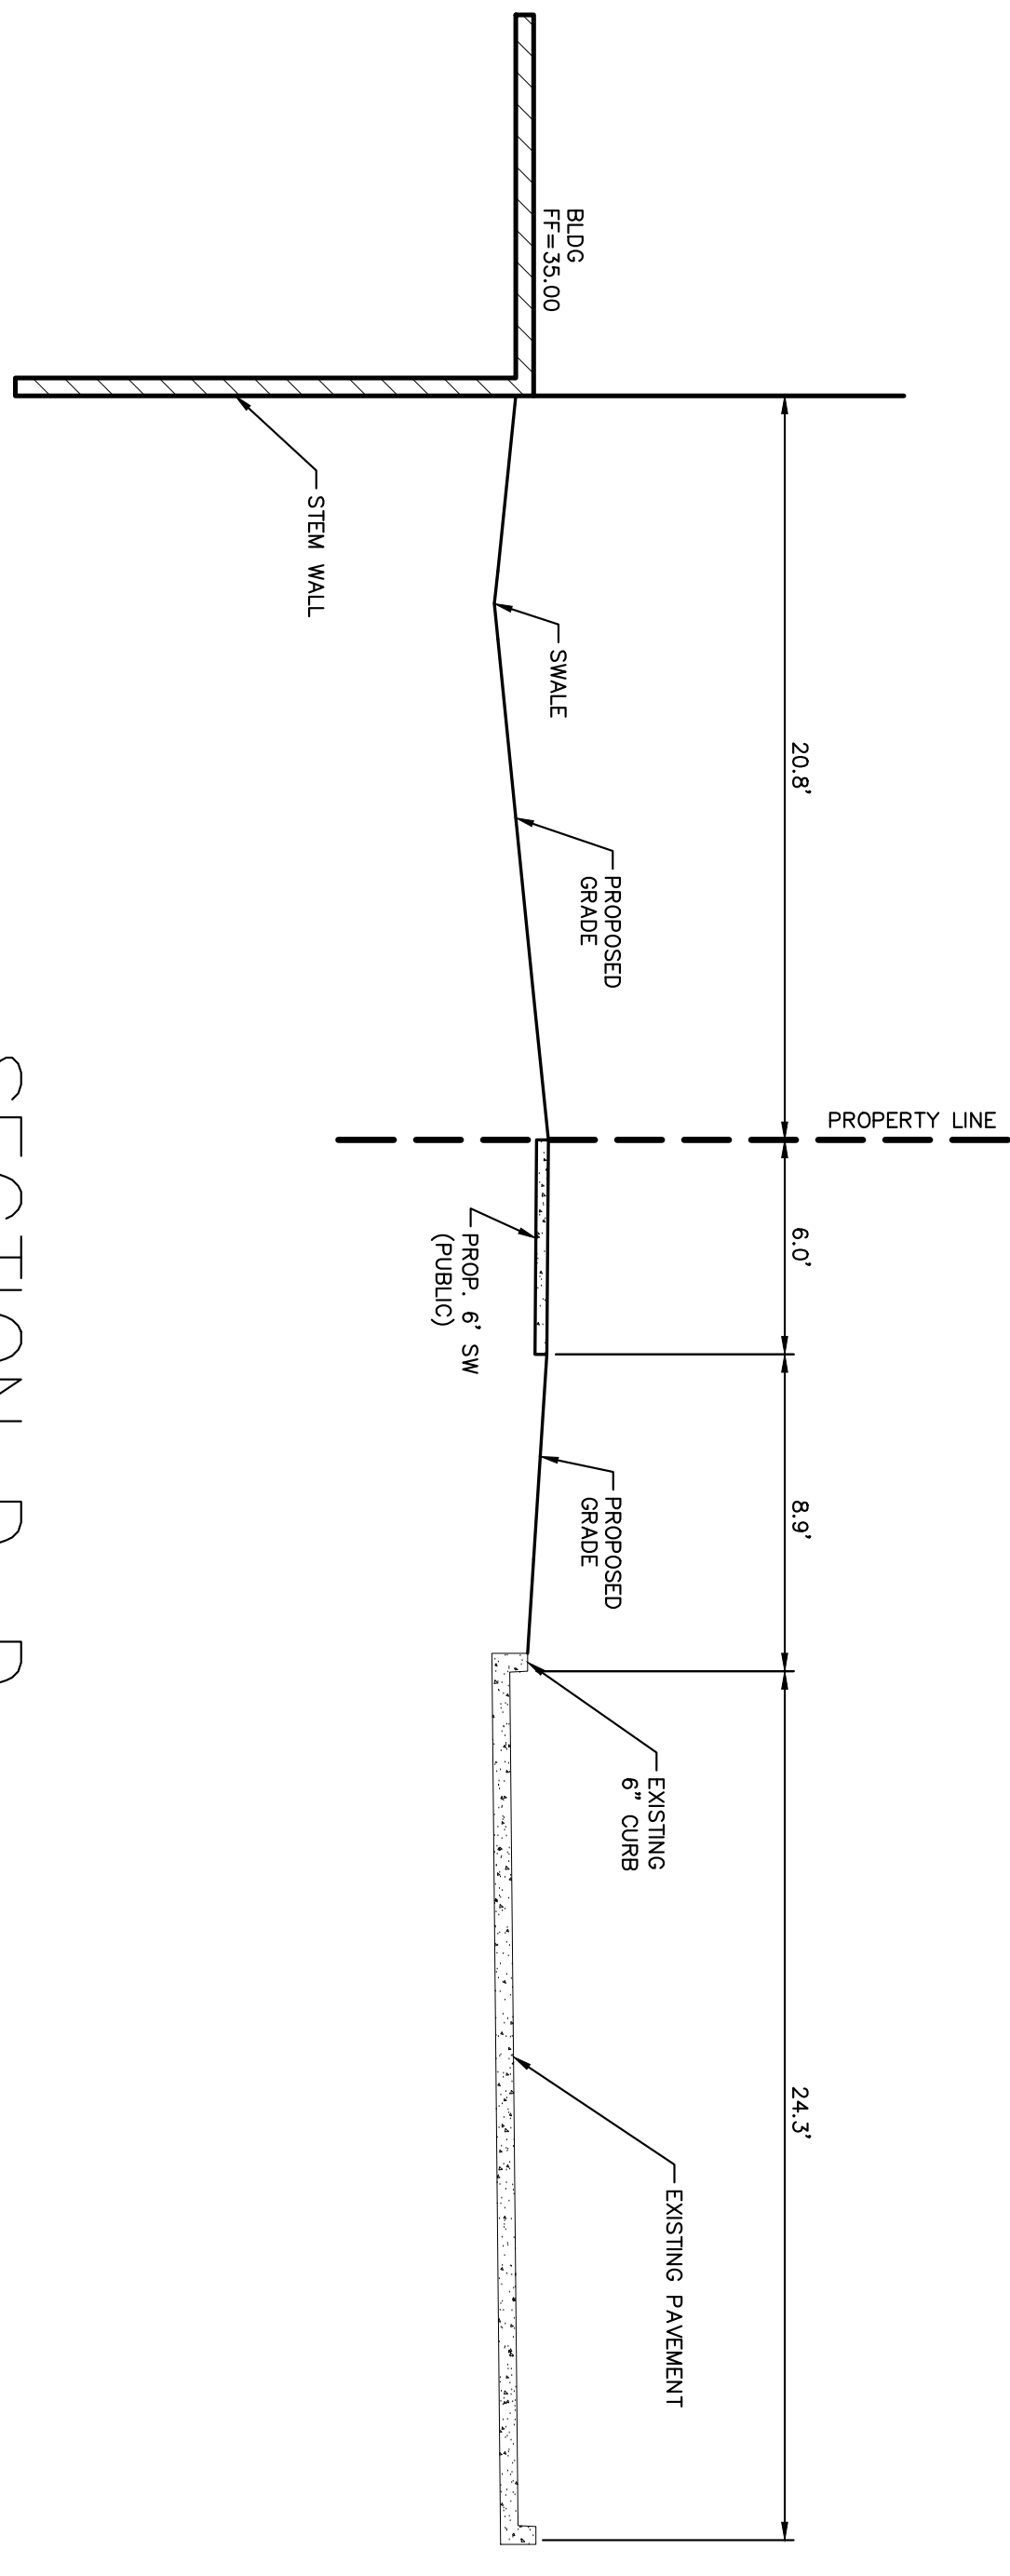 BLDG
FF=35.00
STEM WALL
SWALE
20.8'
PROPOSED
GRADE
PROPERTY LINE
6.0'
PROP. 6' SW
(PUBLIC)
8.9'
PROPOSED
GRADE
EXISTING
6" CURB
24.3'
EXISTING PAVEMENT
SECTION